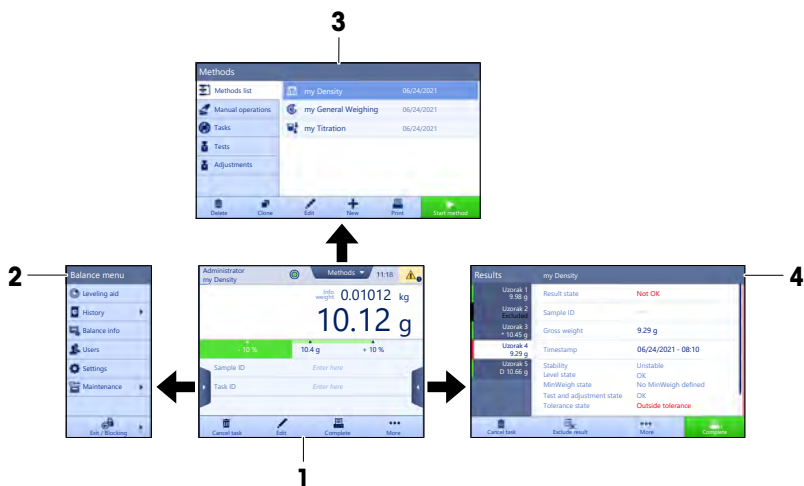 3
Methods
Methods list
Manual operations
Tasks
Tests
Adjustments
my Density 06/24/2021
my General Weighing 06/24/2021
my Titration 06/24/2021
Delete Clone Edit New Print Start method
2
Balance menu
Leveling aid
History
Balance info
Users
Settings
Maintenance
Exit / Blocking
Administrator
my Density
Methods 11:18
Info weight 0.01012 kg
10.12 g
- 10 % 10.4 g + 10 %
Sample ID Enter here
Task ID Enter here
Cancel task Edit Complete More
1
4
Results my Density
Uzorak 1
9.98 g
Uzorak 2
Excluded
Uzorak 3
* 10.45 g
Uzorak 4
9.29 g
Uzorak 5
D 10.66 g
Result state Not OK
Sample ID
Gross weight 9.29 g
Timestamp 06/24/2021 - 08:10
Stability Unstable
Level state OK
MinWeigh state No MinWeigh defined
Test and adjustment state OK
Tolerance state Outside tolerance
Cancel task Exclude result More Complete